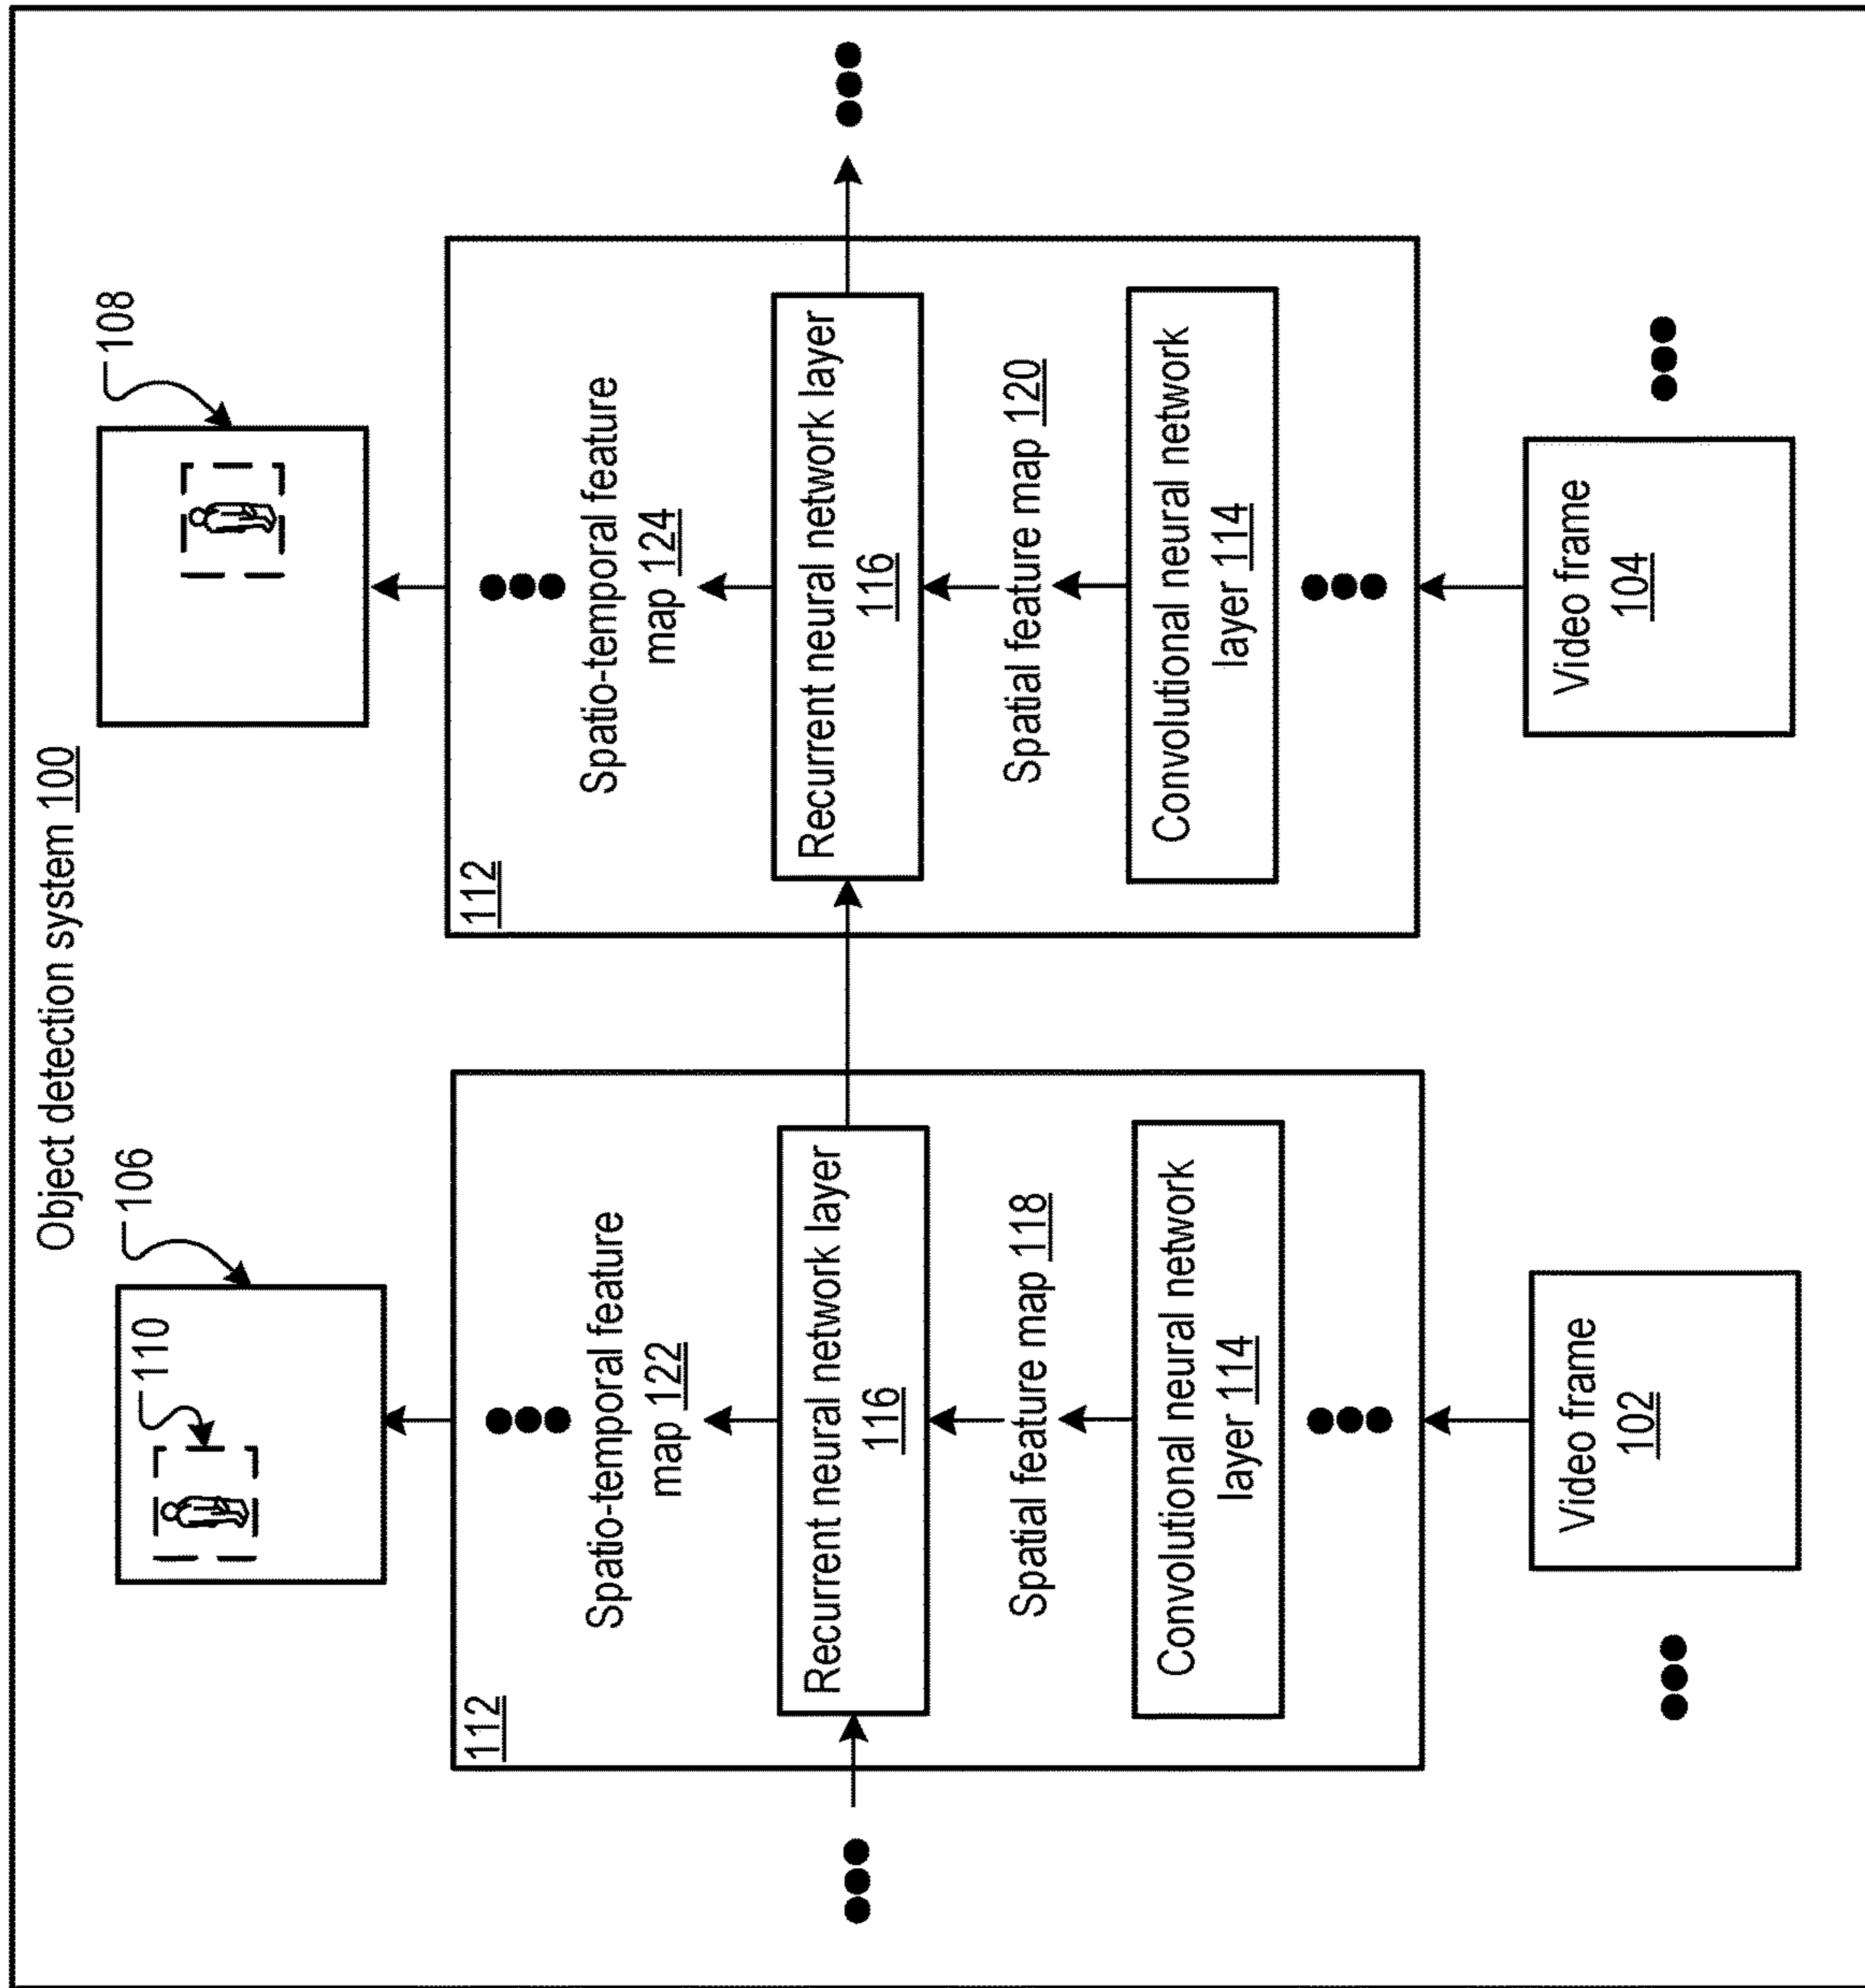 Object detection system 100
106
108
110
112
Spatio-temporal feature
map 122
Recurrent neural network layer
116
Spatial feature map 118
Convolutional neural network
layer 114
Video frame
102
112
Spatio-temporal feature
map 124
Recurrent neural network layer
116
Spatial feature map 120
Convolutional neural network
layer 114
Video frame
104